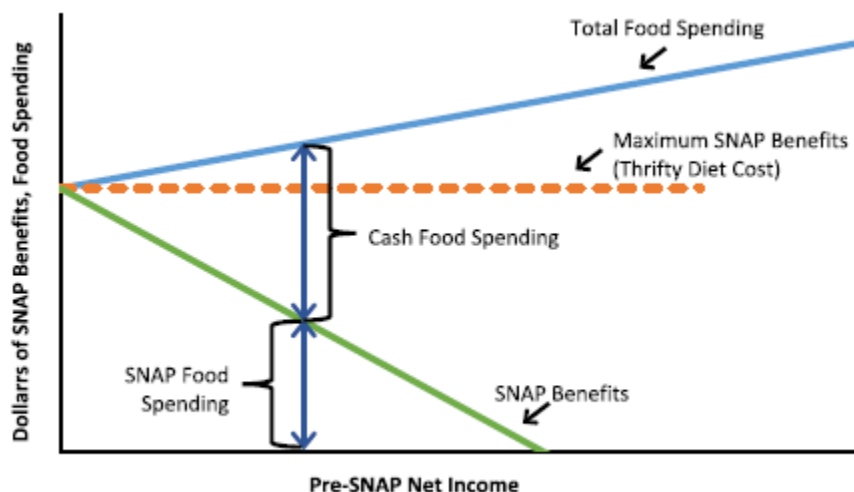 Dollarrs of SNAP Benefits, Food Spending
Total Food Spending
Maximum SNAP Benefits
(Thrifty Diet Cost)
Cash Food Spending
SNAP Food
Spending
SNAP Benefits
Pre-SNAP Net Income